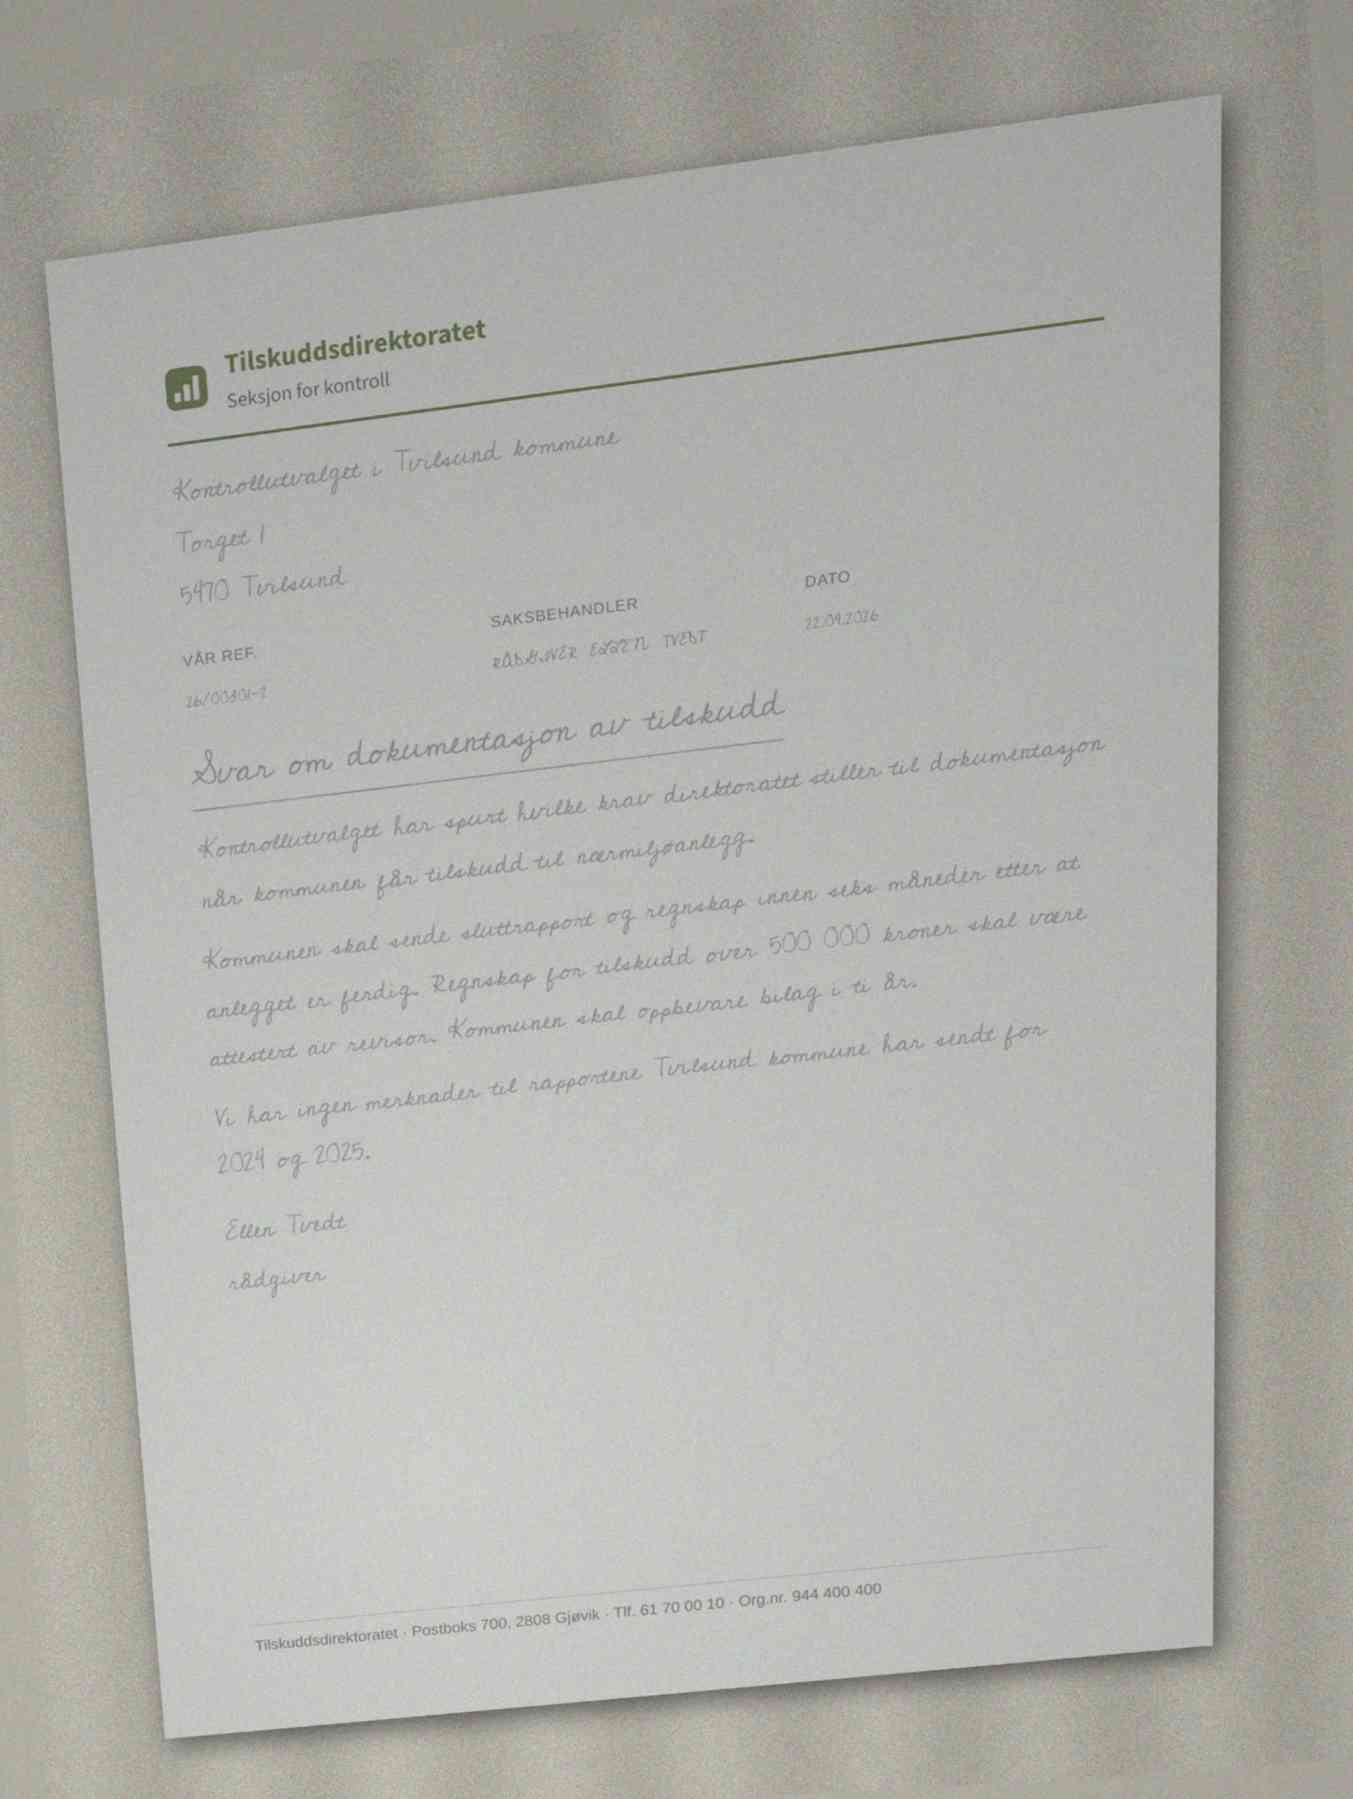 Tilskuddsdirektoratet
Seksjon for kontroll
Kontrollutvalget i Tvilsund kommune
Torget 1
5470 Tvilsund
VÅR REF.
26/00301-2
SAKSBEHANDLER
RÅDGIVER ELLEN TVEDT
DATO
22.09.2026
Svar om dokumentasjon av tilskudd
Kontrollutvalget har spurt hvilke krav direktoratet stiller til dokumentasjon
når kommunen får tilskudd til nærmiljøanlegg.
Kommunen skal sende sluttrapport og regnskap innen seks måneder etter at
anlegget er ferdig. Regnskap for tilskudd over 500 000 kroner skal være
attestert av revisor. Kommunen skal oppbevare bilag i ti år.
Vi har ingen merknader til rapportene Tvilsund kommune har sendt for
2024 og 2025.
Ellen Tvedt
rådgiver
Tilskuddsdirektoratet · Postboks 700, 2808 Gjøvik · Tlf. 61 70 00 10 · Org.nr. 944 400 400